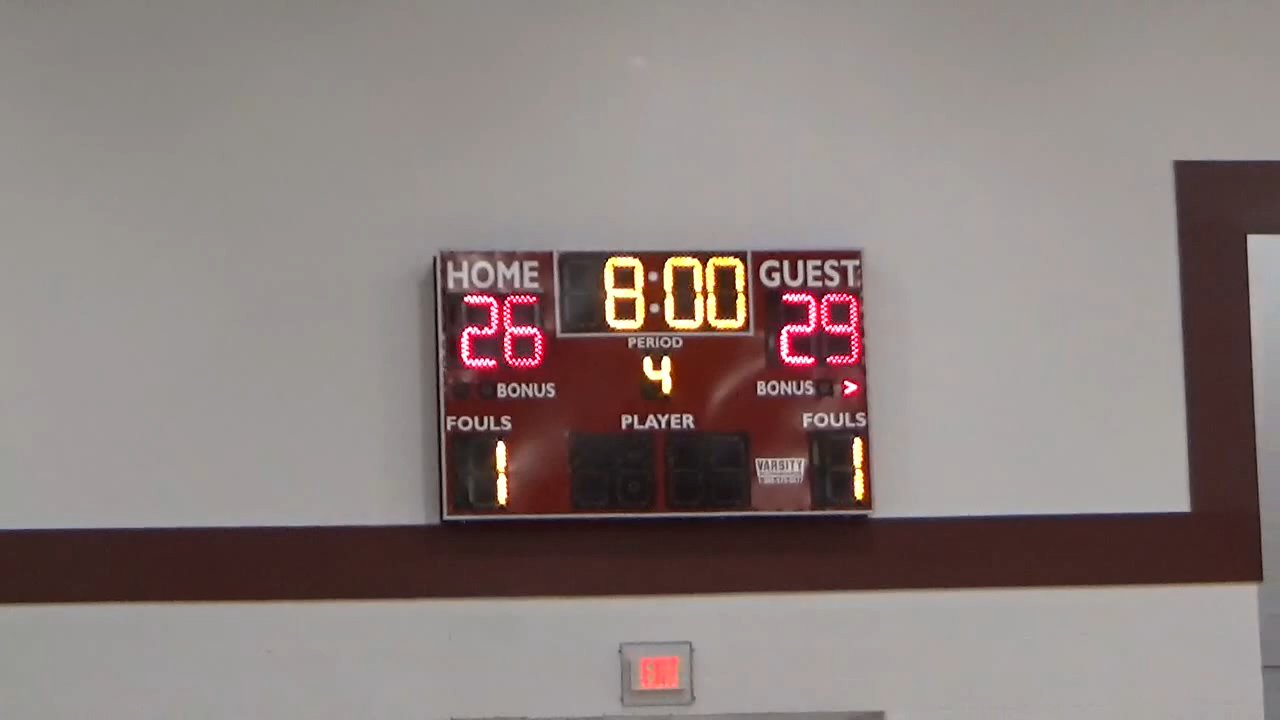 HOME 8:00 GUEST
26 29
PERIOD
4
BONUS BONUS >
FOULS PLAYER FOULS
1 1
VARSITY
EXIT